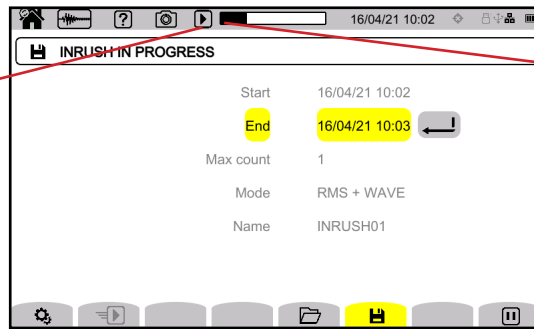 16/04/21 10:02
INRUSH IN PROGRESS
Start 16/04/21 10:02
End 16/04/21 10:03
Max count 1
Mode RMS + WAVE
Name INRUSH01